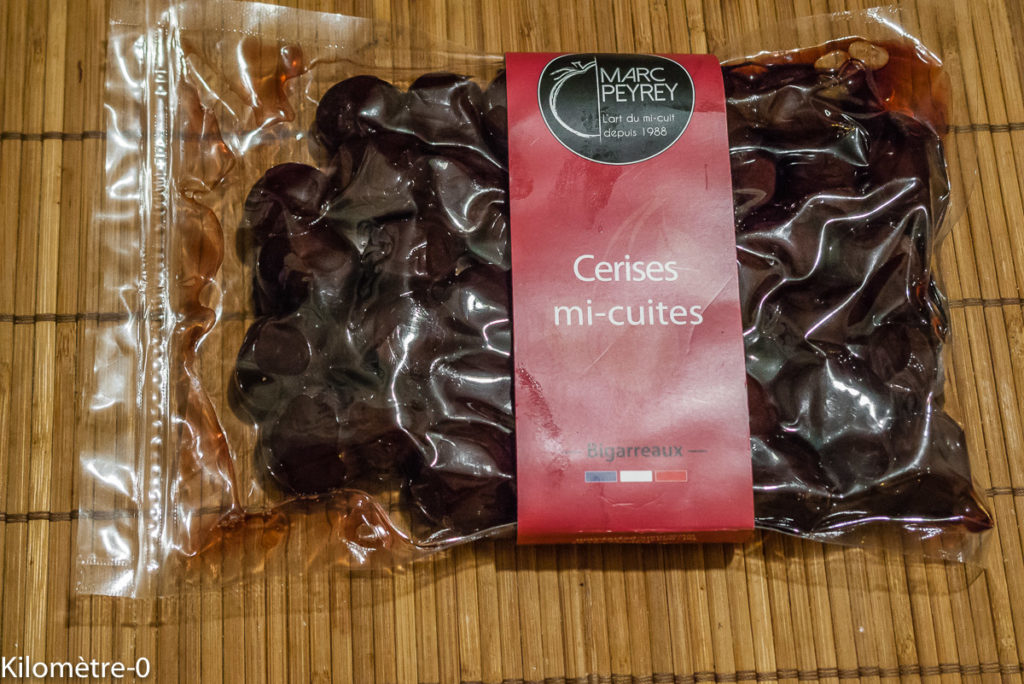 MARC
PEYREY
L'art du mi-cuit
depuis 1988
Cerises
mi-cuites
Bigarreaux —
Kilomètre-0